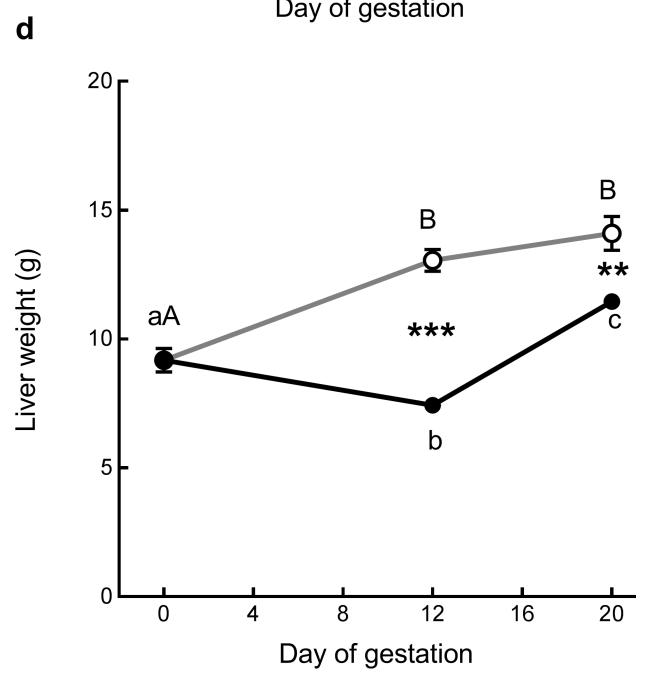 Day of gestation
d
20
15
10
5
0
Liver weight (g)
aA
B
B
***
**
b
c
0 4 8 12 16 20
Day of gestation